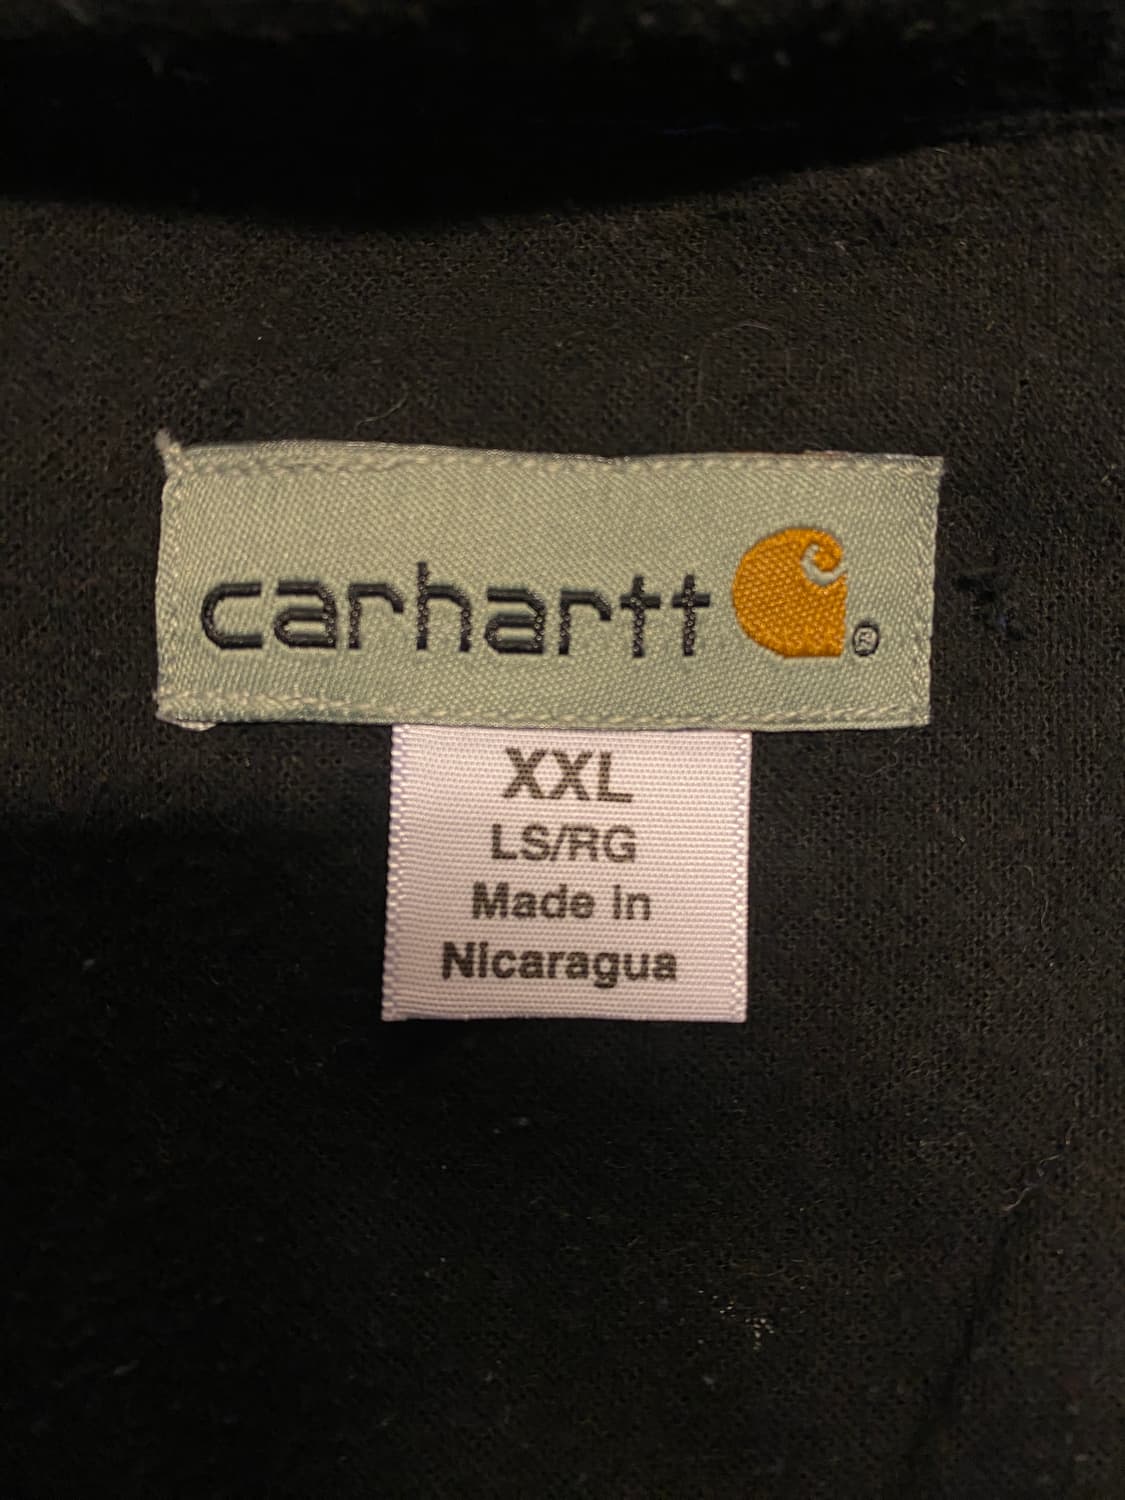 carhartt ®
XXL
LS/RG
Made in
Nicaragua